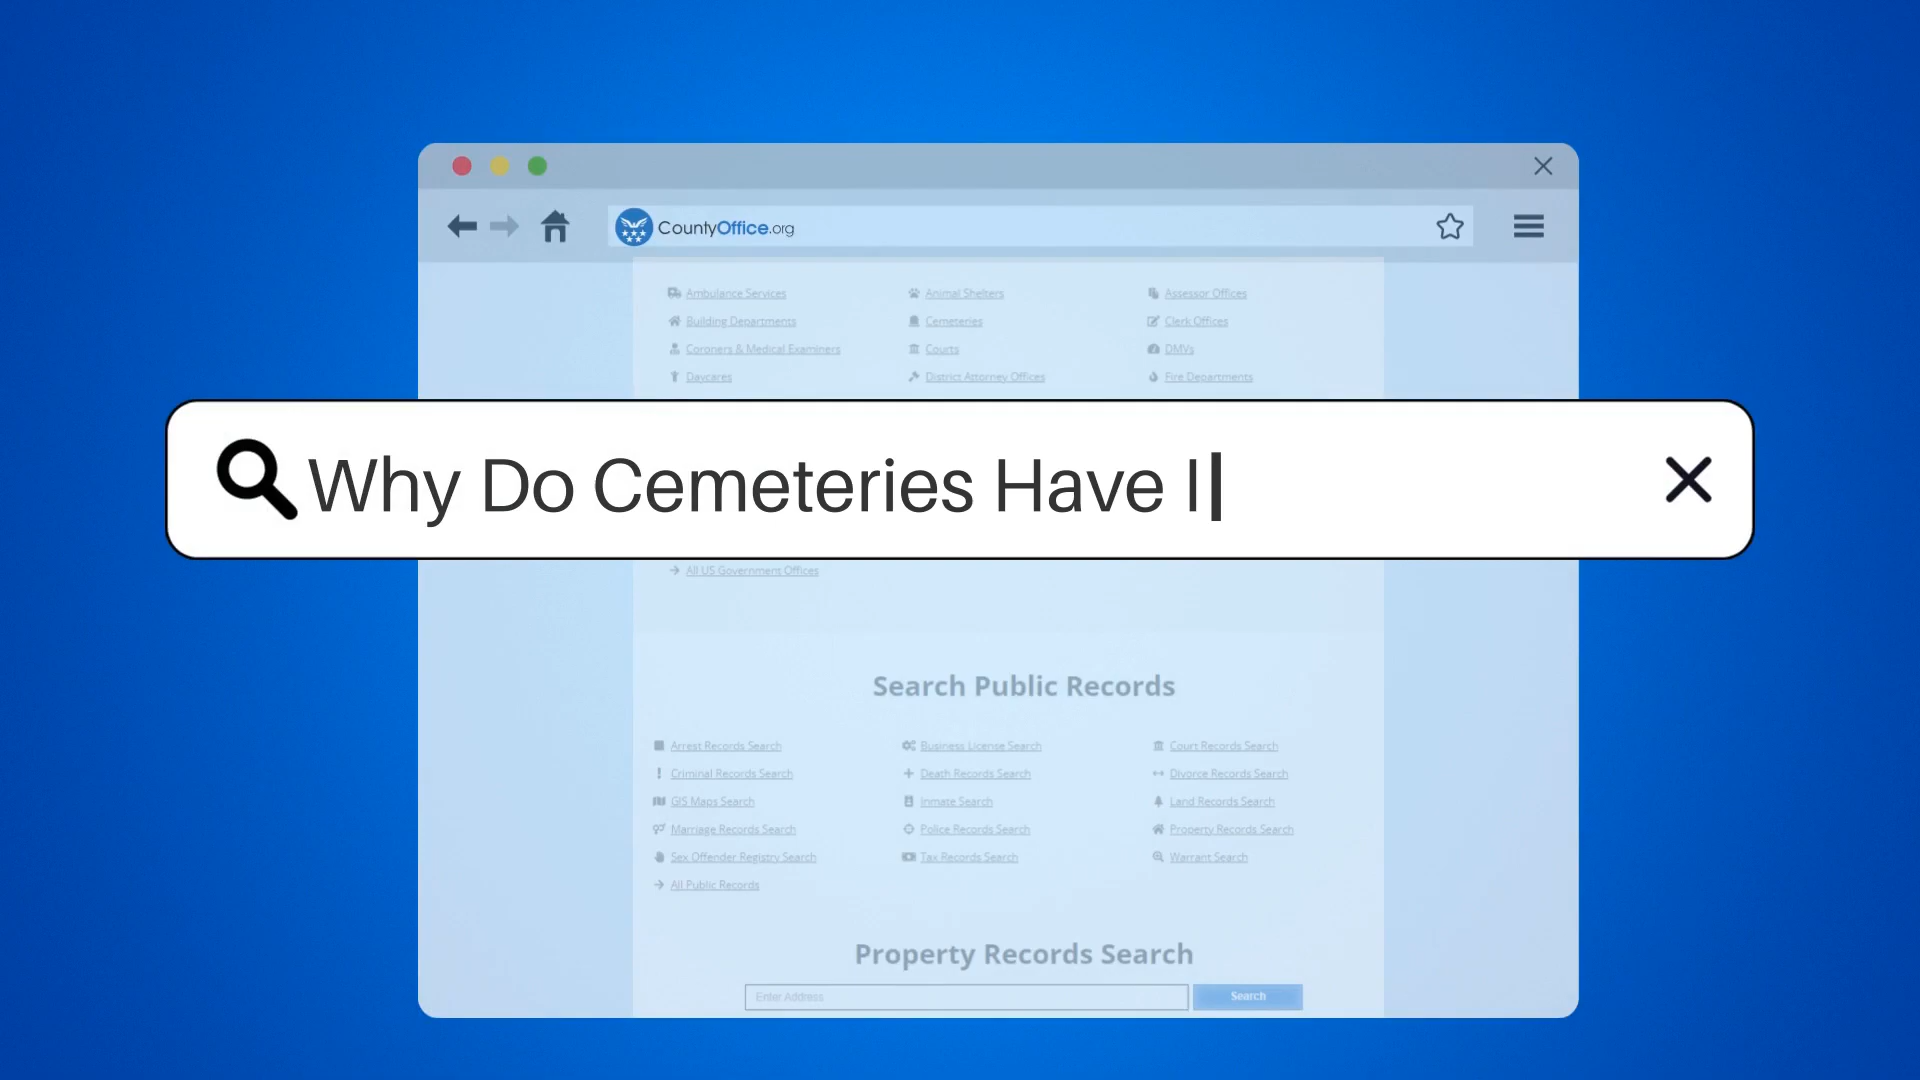 CountyOffice.org
Ambulance Services Animal Shelters Assessor Offices
Building Departments Cemeteries Clerk Offices
Coroners & Medical Examiners Courts DMVs
Daycares District Attorney Offices Fire Departments
Why Do Cemeteries Have I
All US Government Offices
Search Public Records
Arrest Records Search Business License Search Court Records Search
Criminal Records Search Death Records Search Divorce Records Search
GIS Maps Search Inmate Search Land Records Search
Marriage Records Search Police Records Search Property Records Search
Sex Offender Registry Search Tax Records Search Warrant Search
All Public Records
Property Records Search
Enter Address Search